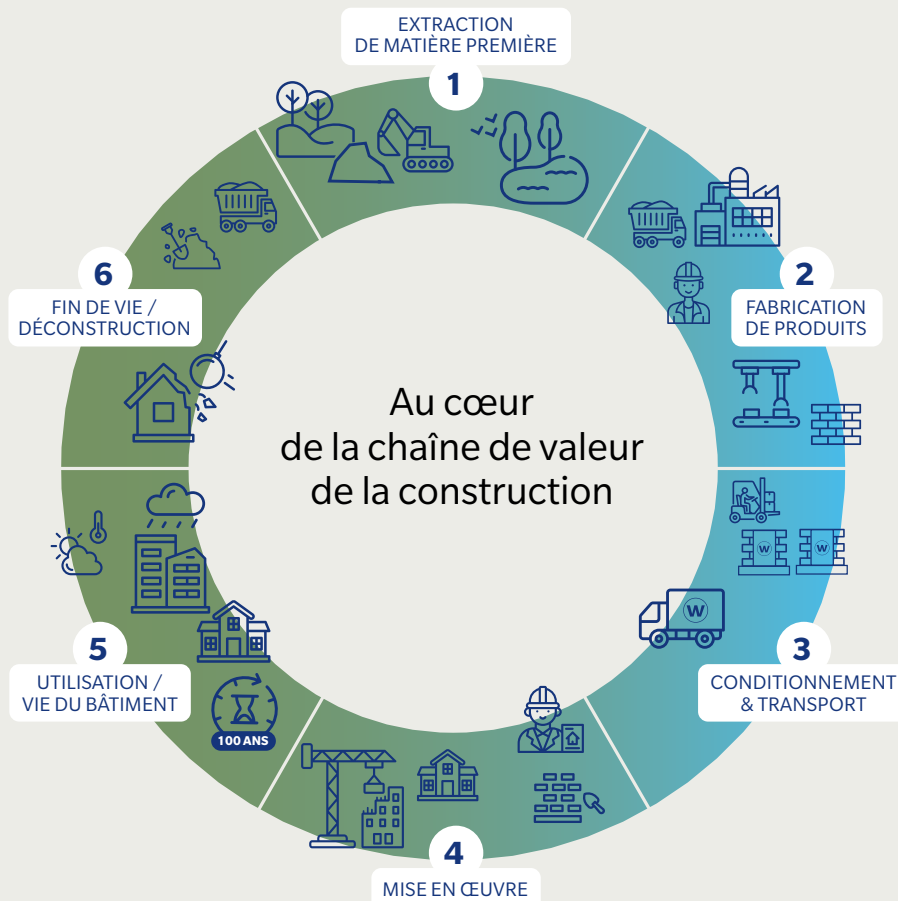 EXTRACTION
DE MATIÈRE PREMIÈRE
1
2
FABRICATION
DE PRODUITS
W
W
W
3
CONDITIONNEMENT
& TRANSPORT
4
MISE EN ŒUVRE
5
UTILISATION /
VIE DU BÂTIMENT
100 ANS
6
FIN DE VIE /
DÉCONSTRUCTION
Au cœur
de la chaîne de valeur
de la construction